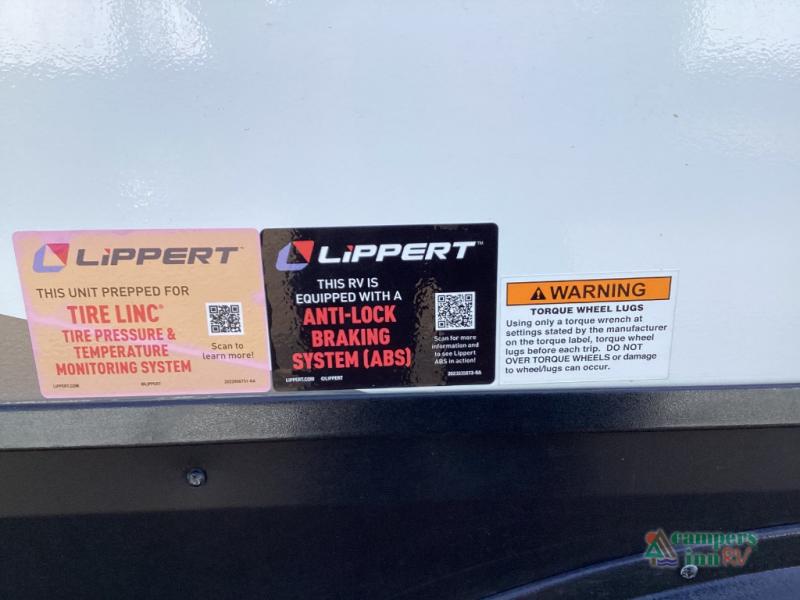 LiPPERT™
THIS UNIT PREPPED FOR
TIRE LINC®
TIRE PRESSURE &
TEMPERATURE
MONITORING SYSTEM
Scan to
learn more!
LIPPERT.COM @LIPPERT
LiPPERT™
THIS RV IS
EQUIPPED WITH A
ANTI-LOCK
BRAKING
SYSTEM (ABS)
Scan for more
information and
to see Lippert
ABS in action!
LIPPERT.COM @LIPPERT
WARNING
TORQUE WHEEL LUGS
Using only a torque wrench at
settings stated by the manufacturer
on the torque label, torque wheel
lugs before each trip. DO NOT
OVER TORQUE WHEELS or damage
to wheel/lugs can occur.
campers
inn RV